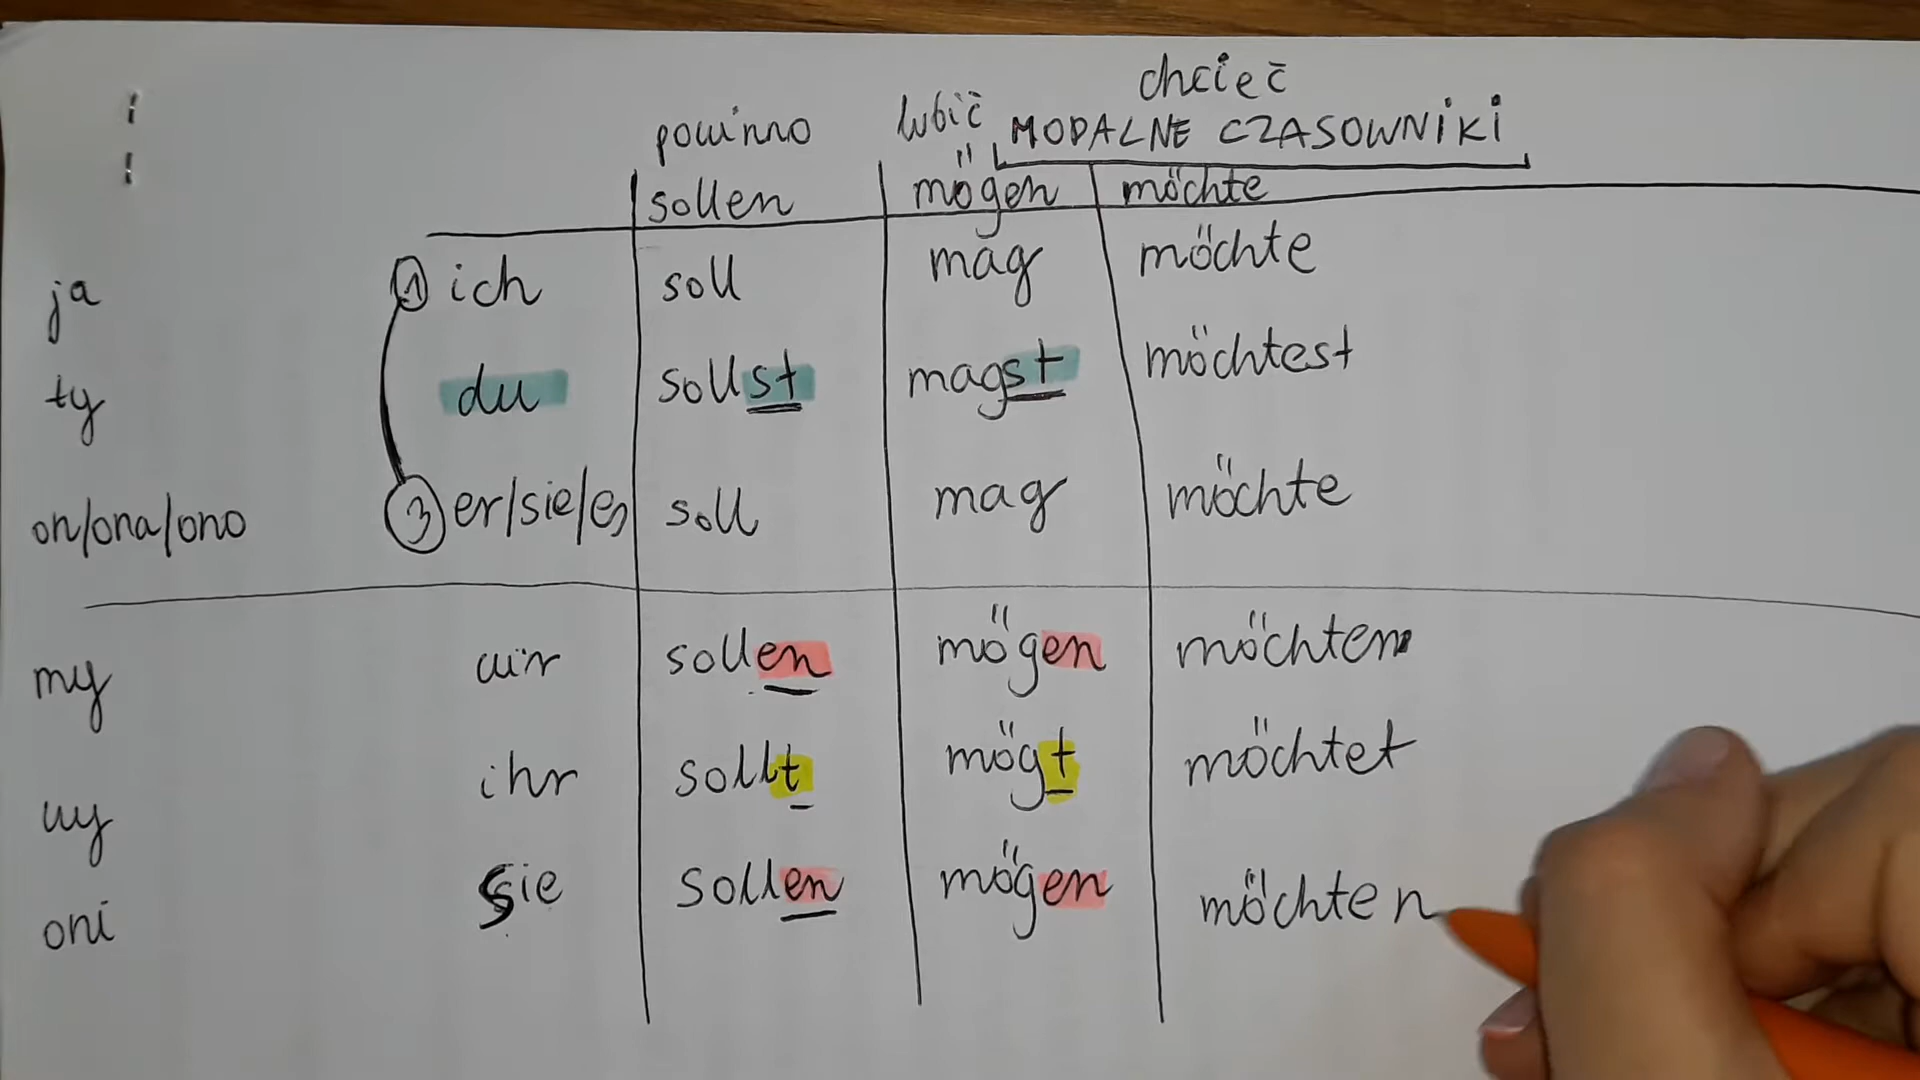 chcieć
powinno lubić MODALNE CZASOWNIKI
sollen mögen möchte
ja 1 ich soll mag möchte
ty du sollst magst möchtest
on/ona/ono 3 er/sie/es soll mag möchte
my wir sollen mögen möchten
wy ihr sollt mögt möchtet
oni sie sollen mögen möchten